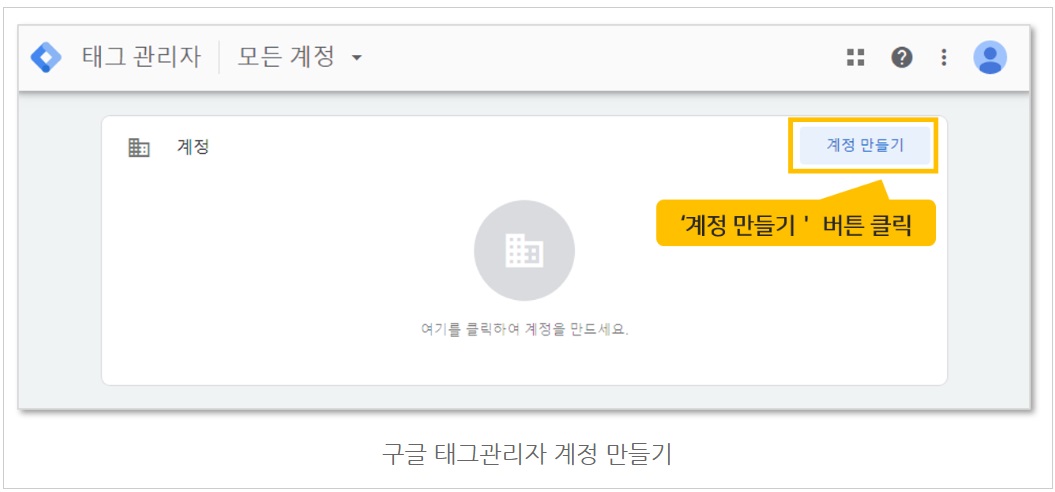 태그 관리자 모든 계정
계정
계정 만들기
‘계정 만들기 ' 버튼 클릭
여기를 클릭하여 계정을 만드세요.
구글 태그관리자 계정 만들기